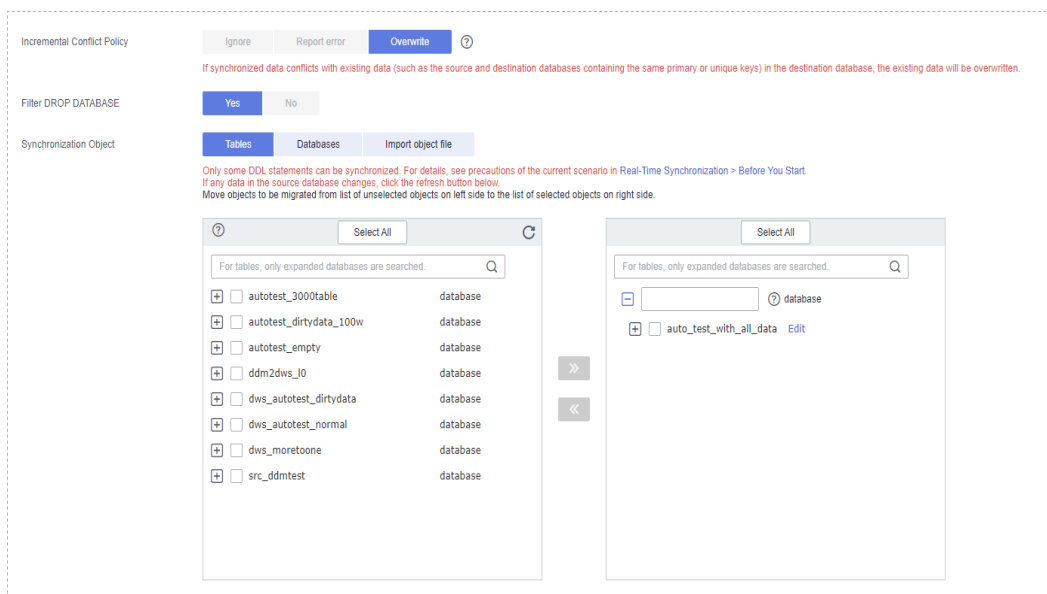 Incremental Conflict Policy
Ignore Report error Overwrite ?
If synchronized data conflicts with existing data (such as the source and destination databases containing the same primary or unique keys) in the destination database, the existing data will be overwritten.
Filter DROP DATABASE
Yes No
Synchronization Object
Tables Databases Import object file
Only some DDL statements can be synchronized. For details, see precautions of the current scenario in Real-Time Synchronization > Before You Start.
If any data in the source database changes, click the refresh button below.
Move objects to be migrated from list of unselected objects on left side to the list of selected objects on right side.
? Select All
For tables, only expanded databases are searched.
autotest_3000table database
autotest_dirtydata_100w database
autotest_empty database
ddm2dws_l0 database
dws_autotest_dirtydata database
dws_autotest_normal database
dws_moretoone database
src_ddmtest database
Select All
For tables, only expanded databases are searched.
? database
auto_test_with_all_data Edit